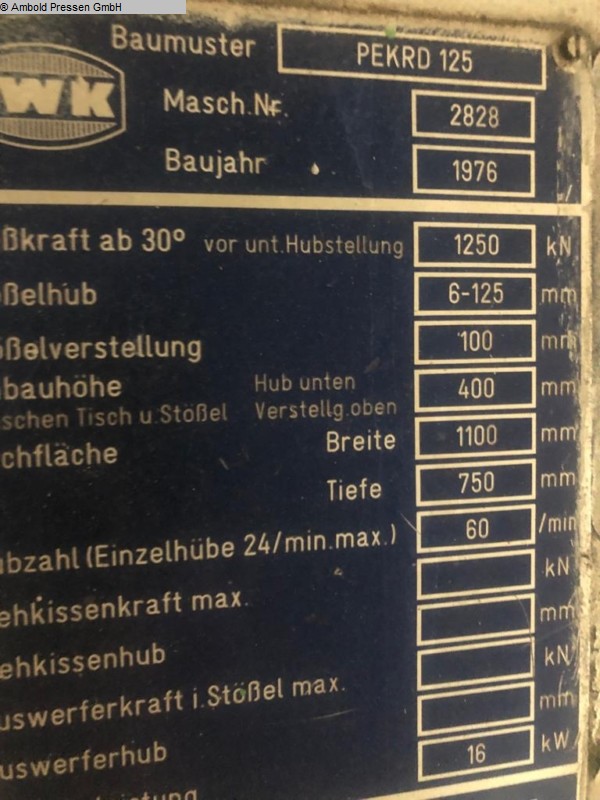 © Ambold Pressen GmbH
WK
Baumuster PEKRD 125
Masch.Nr. 2828
Baujahr 1976
ßkraft ab 30° vor unt.Hubstellung 1250 kN
ßelhub 6-125 mm
ßelverstellung 100 mm
bauhöhe Hub unten 400 mm
schen Tisch u.Stößel Verstellg.oben
chfläche Breite 1100 mm
Tiefe 750 mm
bzahl (Einzelhübe 24/min.max.) 60 /min
ehkissenkraft max. kN
ehkissenhub mm
uswerferkraft i.Stößel max. kN
uswerferhub mm
16 kW